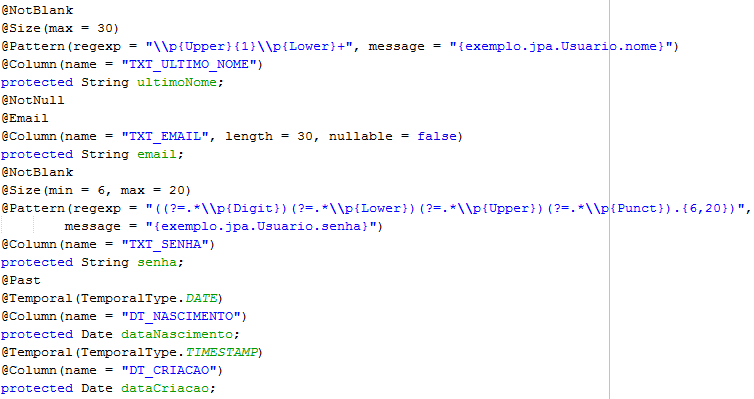 @NotBlank
@Size(max = 30)
@Pattern(regexp = "\\p{Upper}{1}\\p{Lower}+", message = "{exemplo.jpa.Usuario.nome}")
@Column(name = "TXT_ULTIMO_NOME")
protected String ultimoNome;
@NotNull
@Email
@Column(name = "TXT_EMAIL", length = 30, nullable = false)
protected String email;
@NotBlank
@Size(min = 6, max = 20)
@Pattern(regexp = "((?=.*\\p{Digit})(?=.*\\p{Lower})(?=.*\\p{Upper})(?=.*\\p{Punct}).{6,20})",
message = "{exemplo.jpa.Usuario.senha}")
@Column(name = "TXT_SENHA")
protected String senha;
@Past
@Temporal(TemporalType.DATE)
@Column(name = "DT_NASCIMENTO")
protected Date dataNascimento;
@Temporal(TemporalType.TIMESTAMP)
@Column(name = "DT_CRIACAO")
protected Date dataCriacao;